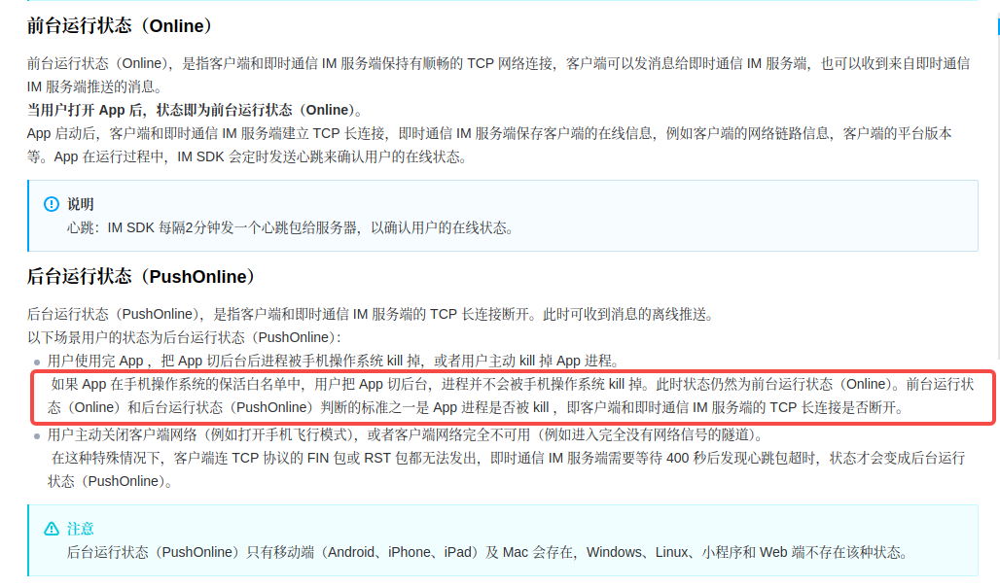 前台运行状态（Online）
前台运行状态（Online），是指客户端和即时通信 IM 服务端保持有顺畅的 TCP 网络连接，客户端可以发消息给即时通信 IM 服务端，也可以收到来自即时通信
IM 服务端推送的消息。
当用户打开 App 后，状态即为前台运行状态（Online）。
App 启动后，客户端和即时通信 IM 服务端建立 TCP 长连接，即时通信 IM 服务端保存客户端的在线信息，例如客户端的网络链路信息，客户端的平台版本
等。App 在运行过程中，IM SDK 会定时发送心跳来确认用户的在线状态。
说明
心跳：IM SDK 每隔2分钟发一个心跳包给服务器，以确认用户的在线状态。
后台运行状态（PushOnline）
后台运行状态（PushOnline），是指客户端和即时通信 IM 服务端的 TCP 长连接断开。此时可收到消息的离线推送。
以下场景用户的状态为后台运行状态（PushOnline）：
用户使用完 App ，把 App 切后台后进程被手机操作系统 kill 掉，或者用户主动 kill 掉 App 进程。
如果 App 在手机操作系统的保活白名单中，用户把 App 切后台，进程并不会被手机操作系统 kill 掉。此时状态仍然为前台运行状态（Online）。前台运行状
态（Online）和后台运行状态（PushOnline）判断的标准之一是 App 进程是否被 kill ，即客户端和即时通信 IM 服务端的 TCP 长连接是否断开。
用户主动关闭客户端网络（例如打开手机飞行模式），或者客户端网络完全不可用（例如进入完全没有网络信号的隧道）。
在这种特殊情况下，客户端连 TCP 协议的 FIN 包或 RST 包都无法发出，即时通信 IM 服务端需要等待 400 秒后发现心跳包超时，状态才会变成后台运行
状态（PushOnline）。
注意
后台运行状态（PushOnline）只有移动端（Android、iPhone、iPad）及 Mac 会存在，Windows、Linux、小程序和 Web 端不存在该种状态。